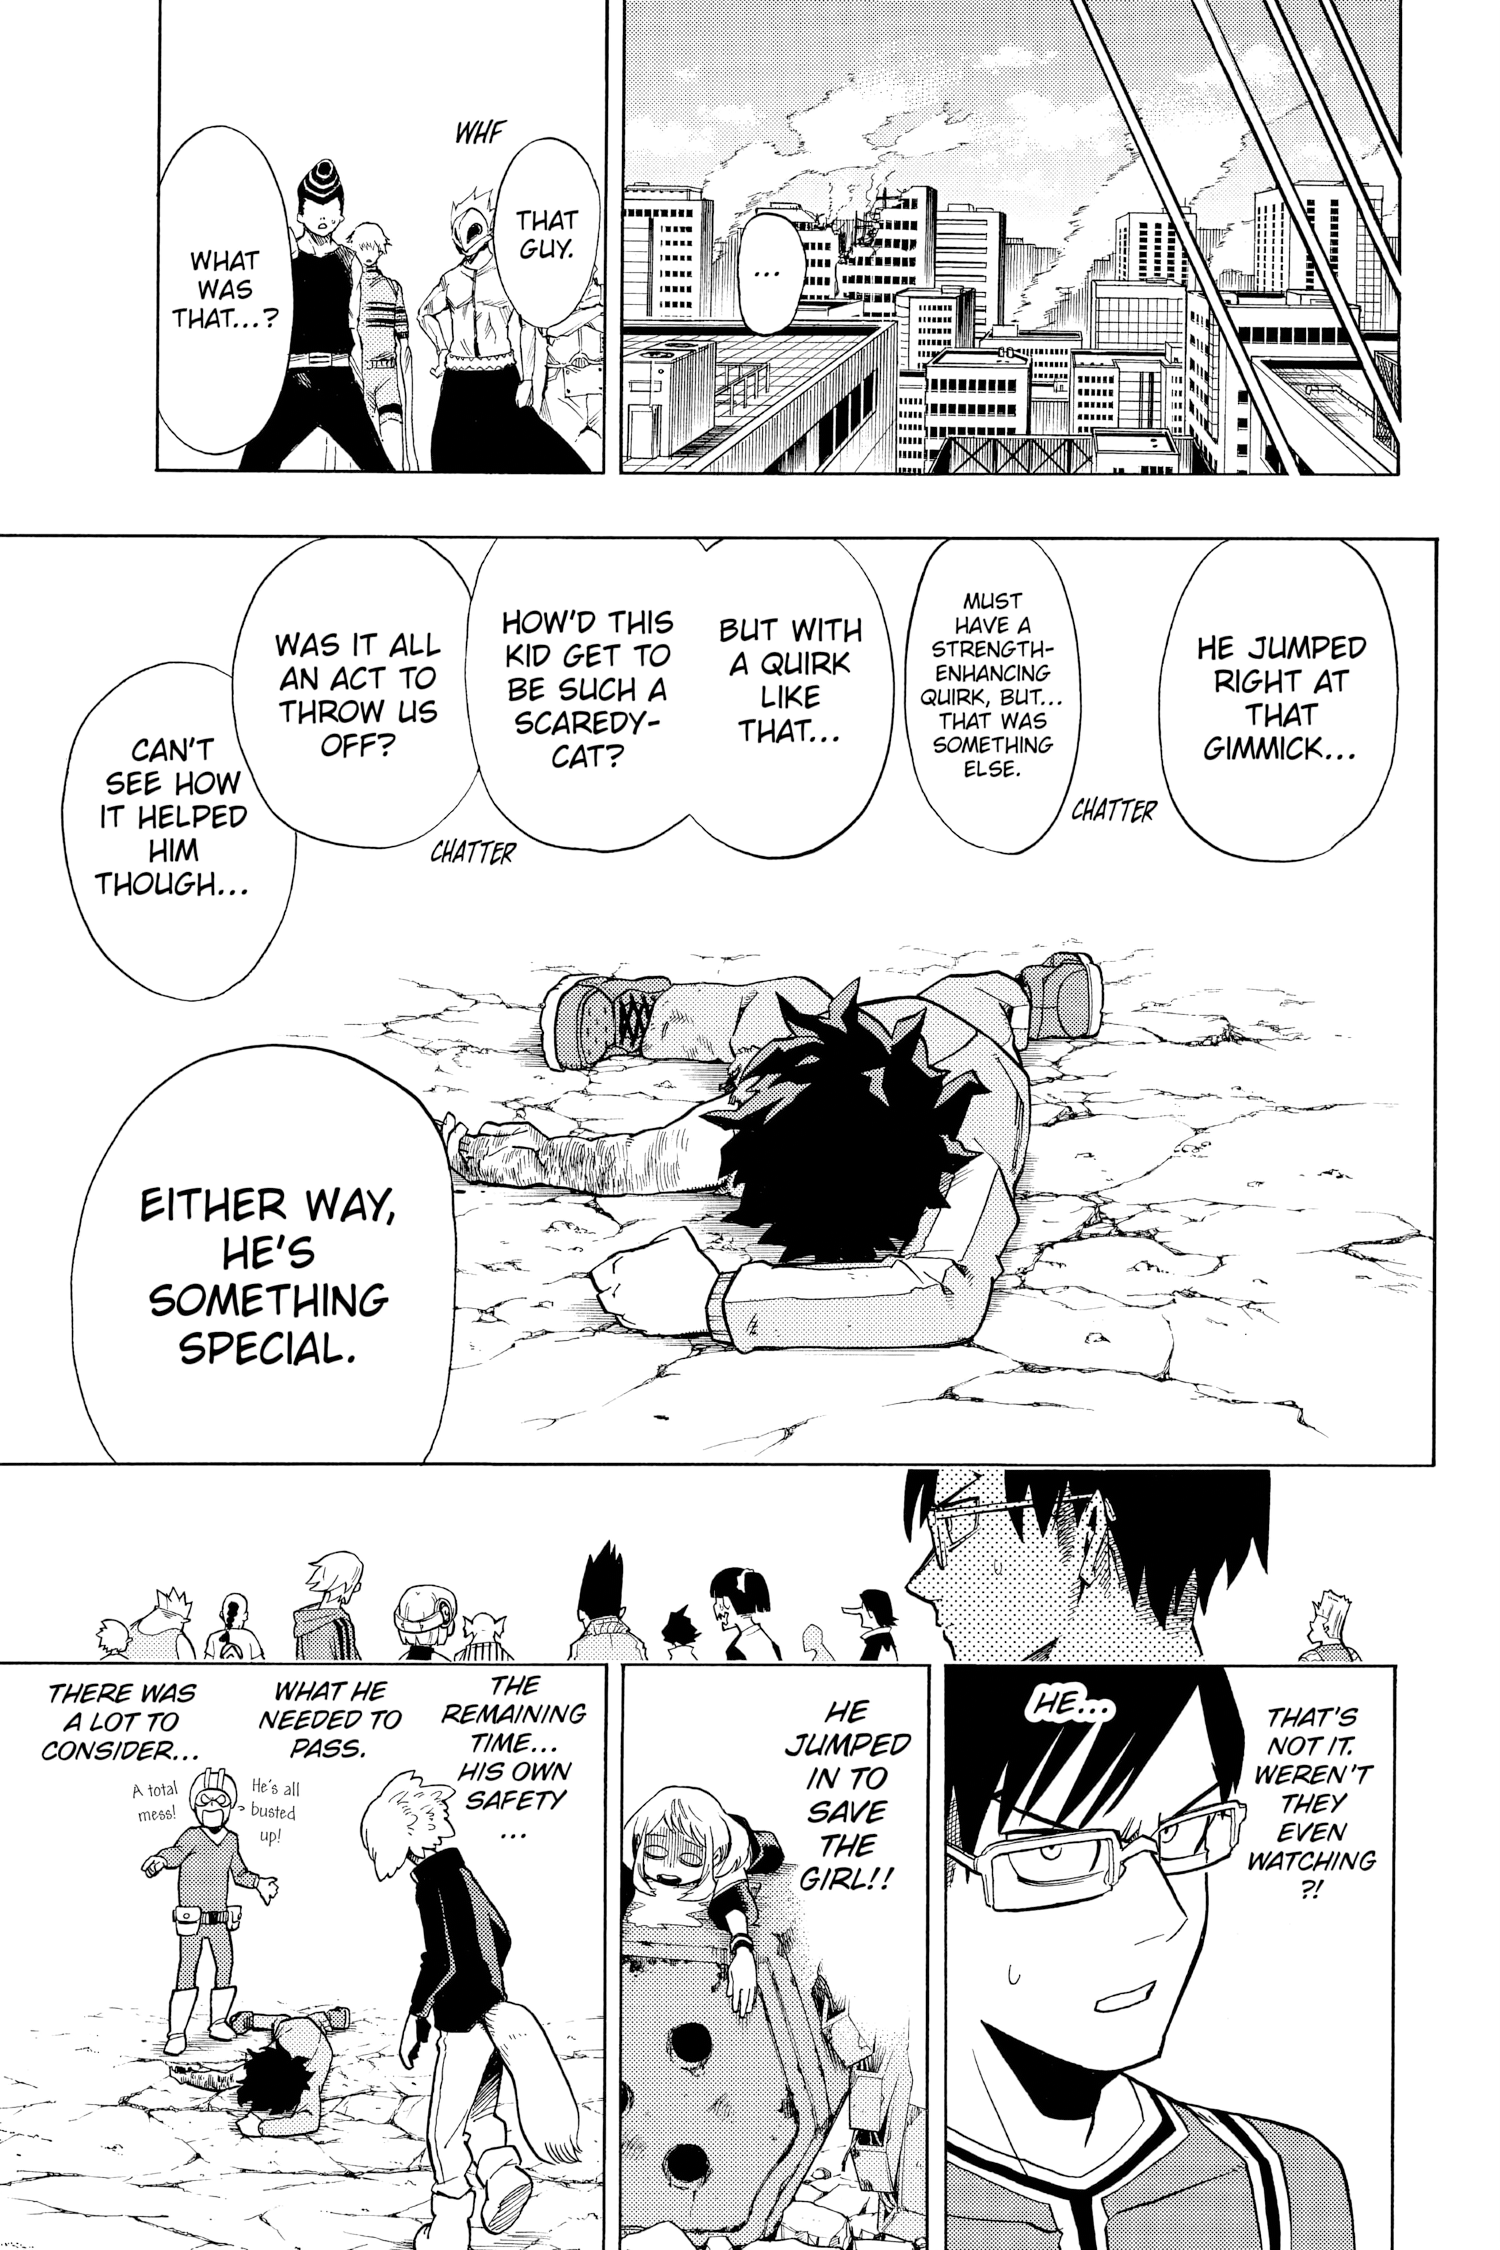 ...
THAT
GUY.
WHF
WHAT
WAS
THAT...?
HE JUMPED
RIGHT AT
THAT
GIMMICK...
CHATTER
MUST
HAVE A
STRENGTH-
ENHANCING
QUIRK, BUT...
THAT WAS
SOMETHING
ELSE.
BUT WITH
A QUIRK
LIKE
THAT...
HOW'D THIS
KID GET TO
BE SUCH A
SCAREDY-
CAT?
CHATTER
WAS IT ALL
AN ACT TO
THROW US
OFF?
CAN'T
SEE HOW
IT HELPED
HIM
THOUGH...
EITHER WAY,
HE'S
SOMETHING
SPECIAL.
THAT'S
NOT IT.
WEREN'T
THEY
EVEN
WATCHING
?!
HE...
HE
JUMPED
IN TO
SAVE
THE
GIRL!!
THE
REMAINING
TIME...
HIS OWN
SAFETY
...
WHAT HE
NEEDED TO
PASS.
THERE WAS
A LOT TO
CONSIDER...
He's all
busted
up!
A total
mess!